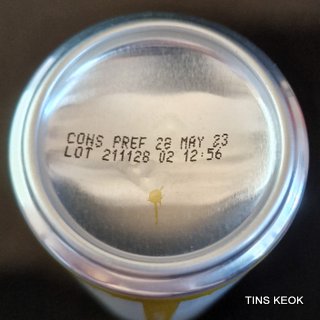 CONS PREF 28 MAY 23
LOT 211128 02 12:56
TINS KEOK